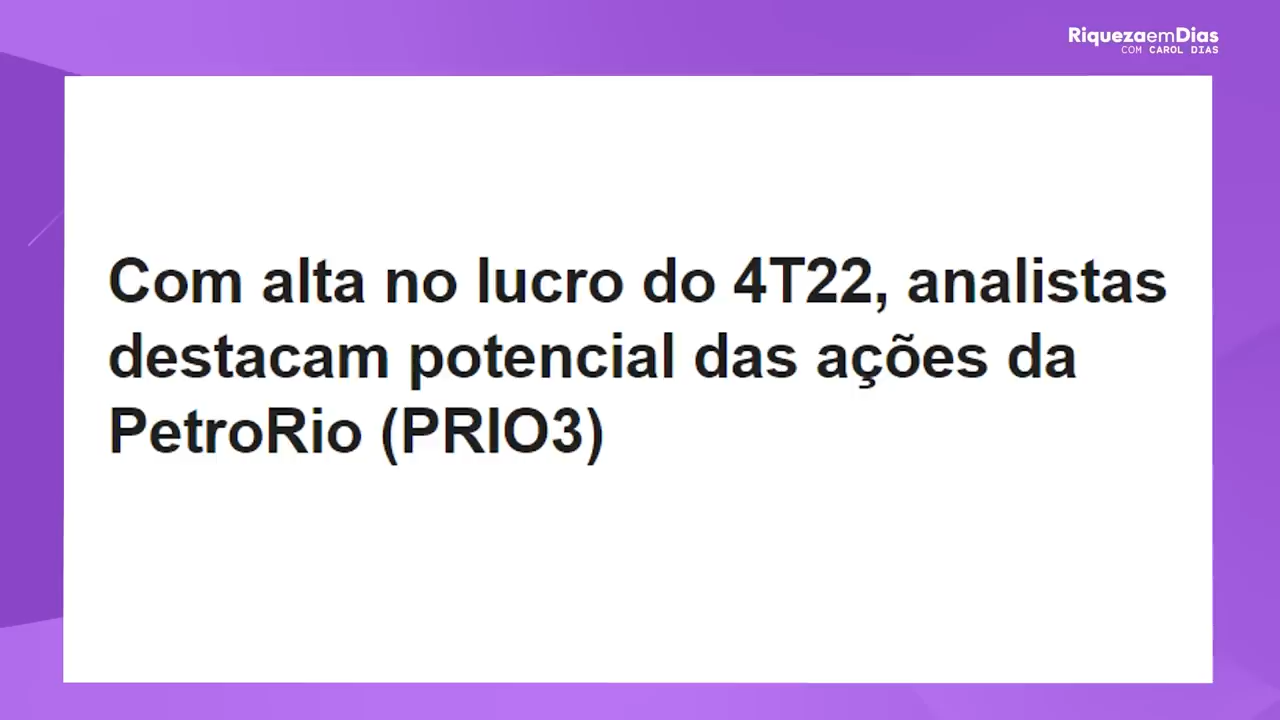 RiquezaemDias
COM CAROL DIAS
Com alta no lucro do 4T22, analistas
destacam potencial das ações da
PetroRio (PRIO3)